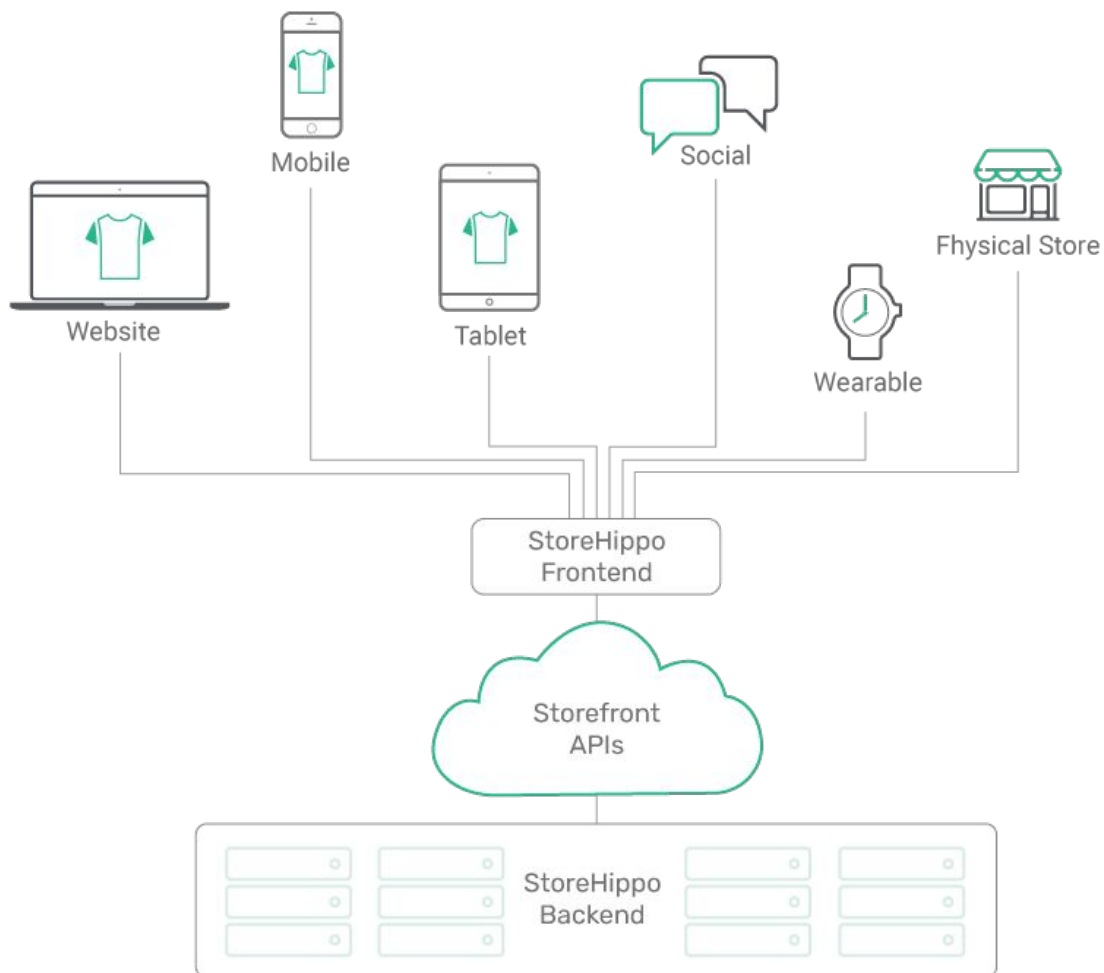 Mobile
Social
Website
Tablet
Fhysical Store
Wearable
StoreHippo
Frontend
Storefront
APIs
StoreHippo
Backend